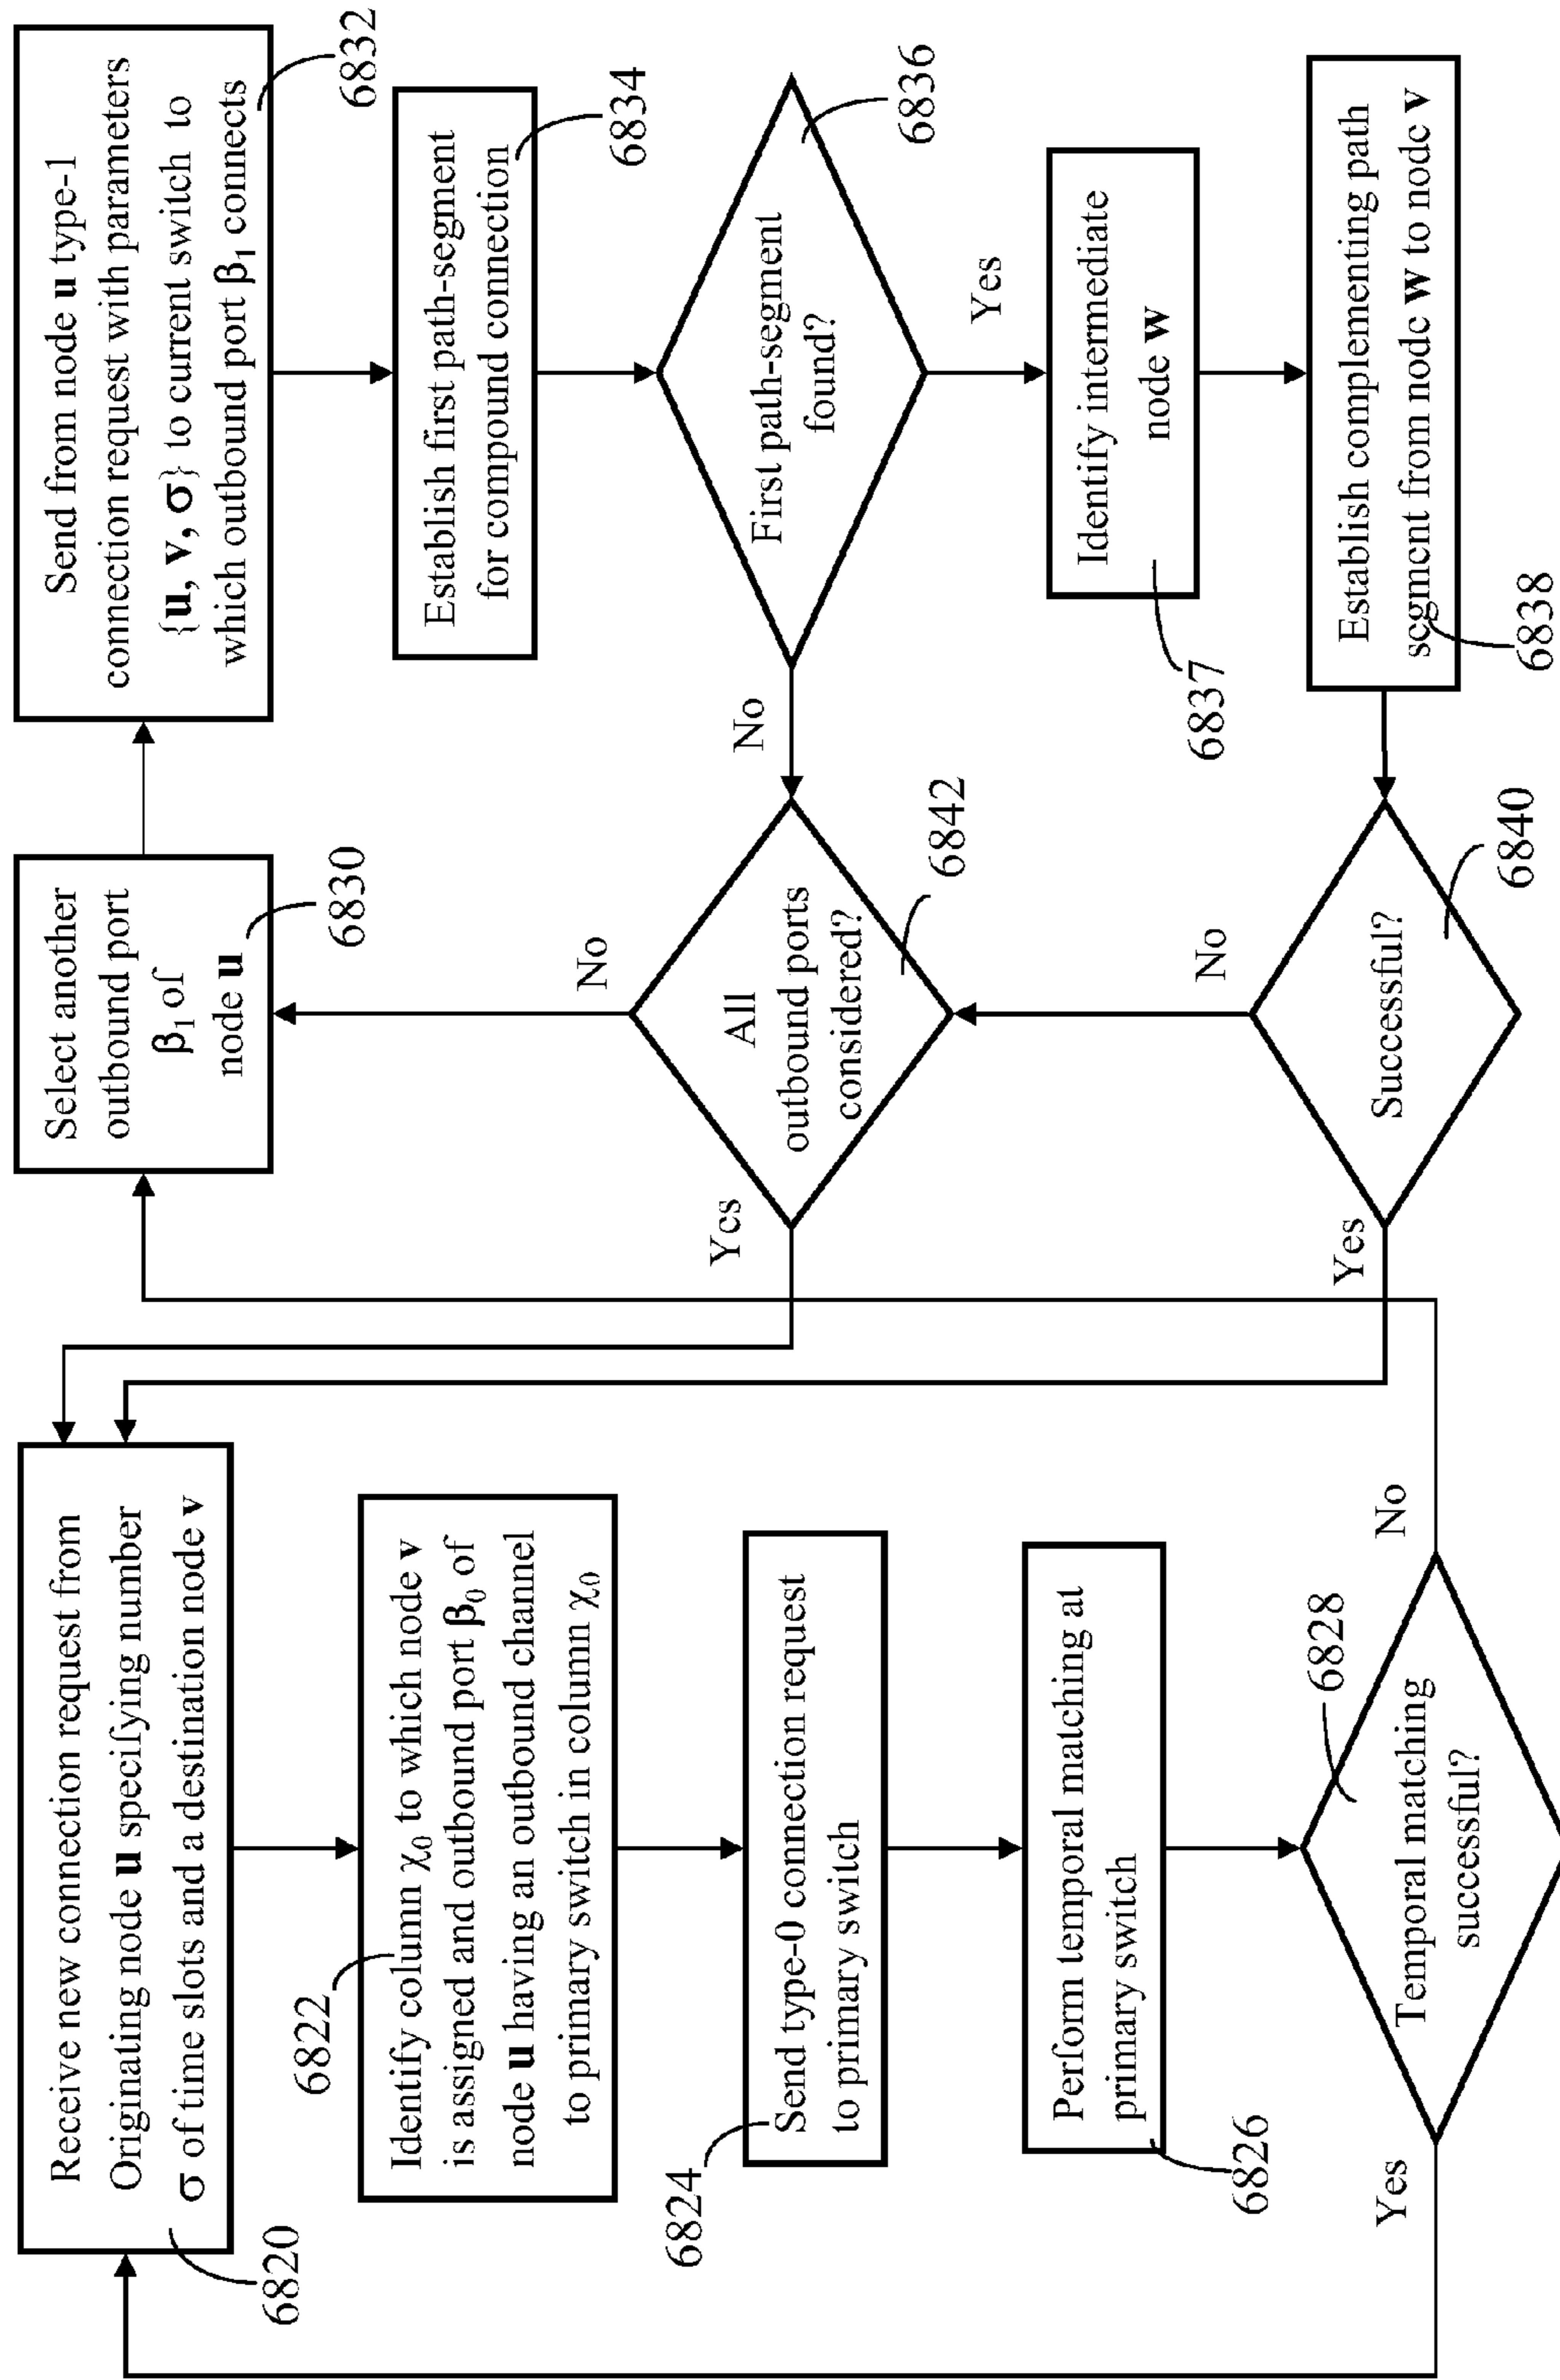 Receive new connection request from
Originating node u specifying number
σ of time slots and a destination node v
6820
6822
Identify column χ₀ to which node v
is assigned and outbound port β₀ of
node u having an outbound channel
to primary switch in column χ₀
6824
Send type-0 connection request
to primary switch
Perform temporal matching at
primary switch
6826
6828
Temporal matching
successful?
Yes
No
Select another
outbound port
β₁ of
node u
6830
Send from node u type-1
connection request with parameters
{u, v, σ} to current switch to
which outbound port β₁ connects
6832
Establish first path-segment
for compound connection
6834
First path-segment
found?
6836
No
Yes
Identify intermediate
node w
6837
Establish complementing path
segment from node w to node v
6838
Successful?
6840
Yes
No
All
outbound ports
considered?
6842
Yes
No